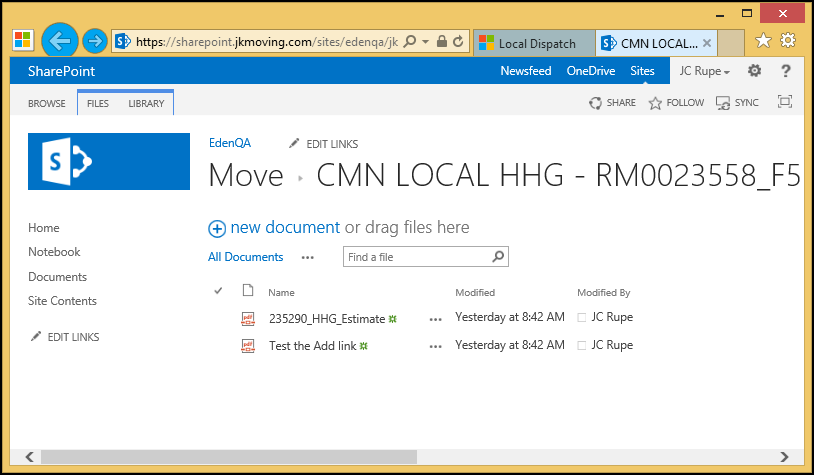 https://sharepoint.jkmoving.com/sites/edenqa/jk
Local Dispatch
CMN LOCAL...
SharePoint
Newsfeed
OneDrive
Sites
JC Rupe
?
BROWSE
FILES
LIBRARY
SHARE
FOLLOW
SYNC
S
EdenQA
EDIT LINKS
Move ▸ CMN LOCAL HHG - RM0023558_F5
Home
Notebook
Documents
Site Contents
EDIT LINKS
new document or drag files here
All Documents
...
Find a file
Name
Modified
Modified By
235290_HHG_Estimate
...
Yesterday at 8:42 AM
JC Rupe
Test the Add link
...
Yesterday at 8:42 AM
JC Rupe